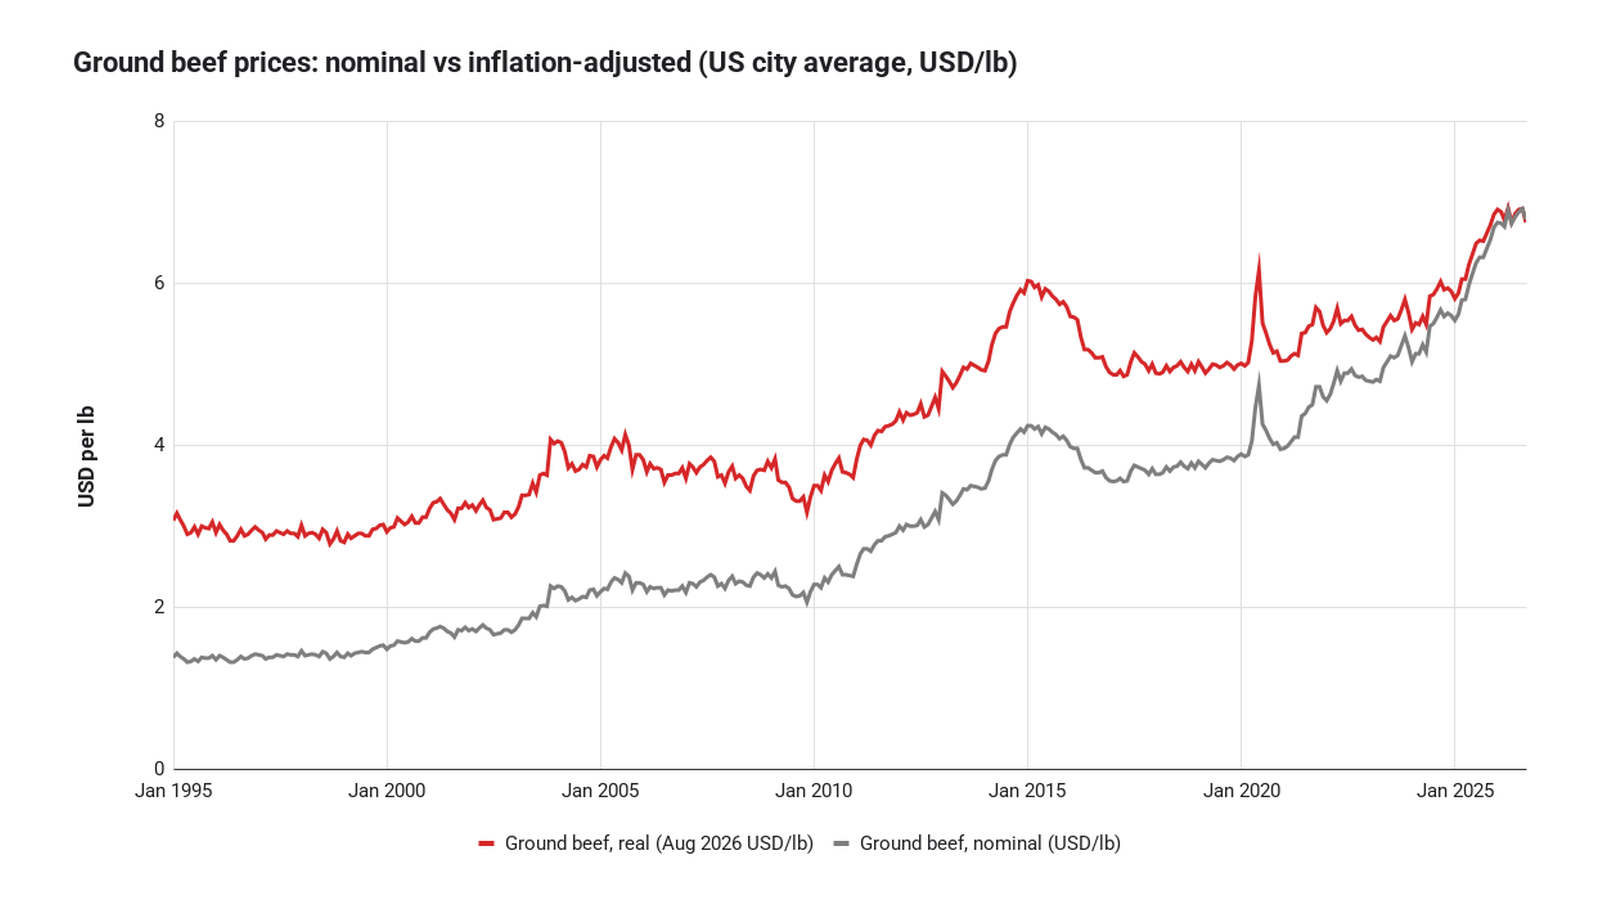 Ground beef prices: nominal vs inflation-adjusted (US city average, USD/lb)
USD per lb
8
6
4
2
0
Jan 1995 Jan 2000 Jan 2005 Jan 2010 Jan 2015 Jan 2020 Jan 2025
Ground beef, real (Aug 2026 USD/lb) Ground beef, nominal (USD/lb)